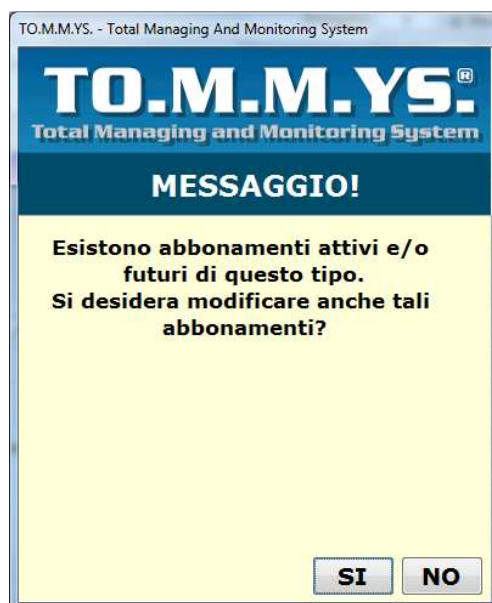 TO.M.M.YS. - Total Managing And Monitoring System
TO.M.M.YS.®
Total Managing and Monitoring System
MESSAGGIO!
Esistono abbonamenti attivi e/o
futuri di questo tipo.
Si desidera modificare anche tali
abbonamenti?
SI NO